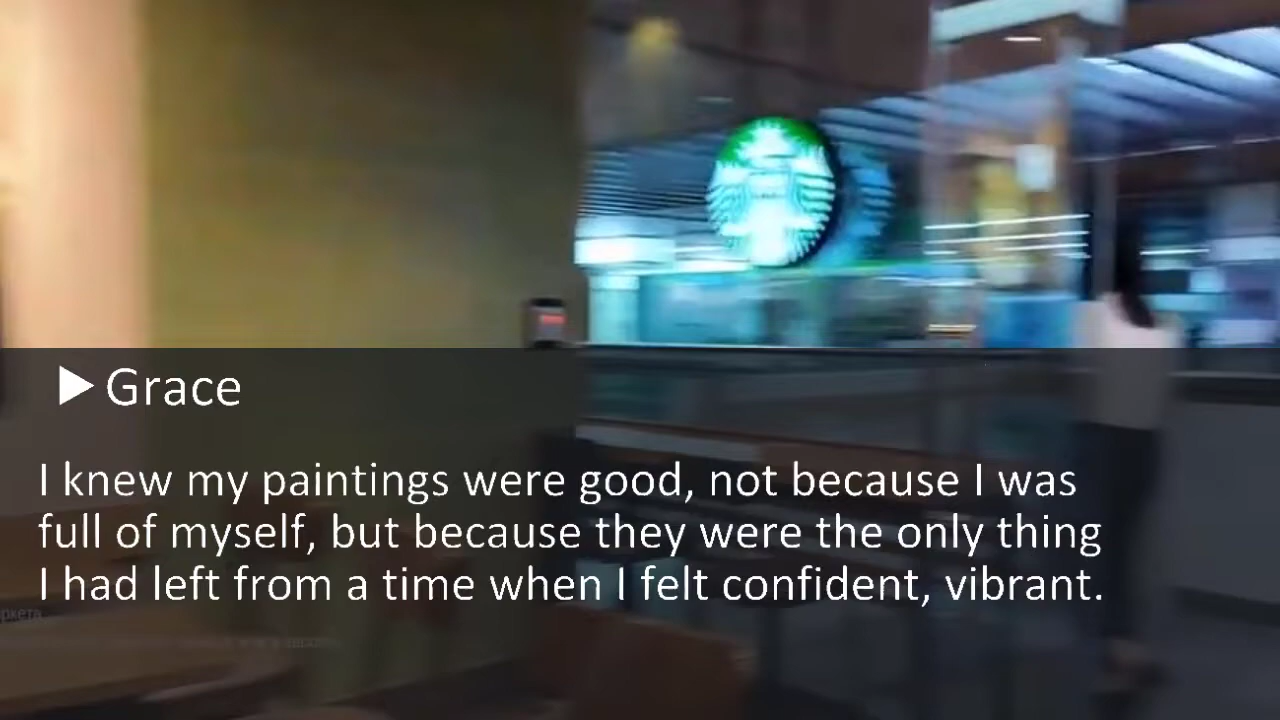 Grace
I knew my paintings were good, not because I was
full of myself, but because they were the only thing
I had left from a time when I felt confident, vibrant.